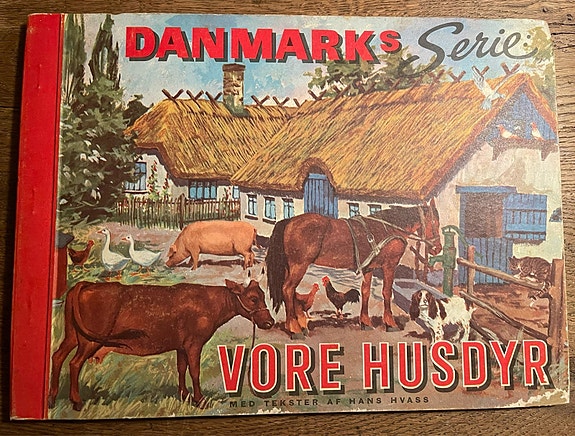 DANMARKS Serie:
VORE HUSDYR
MED TEKSTER AF HANS HVASS